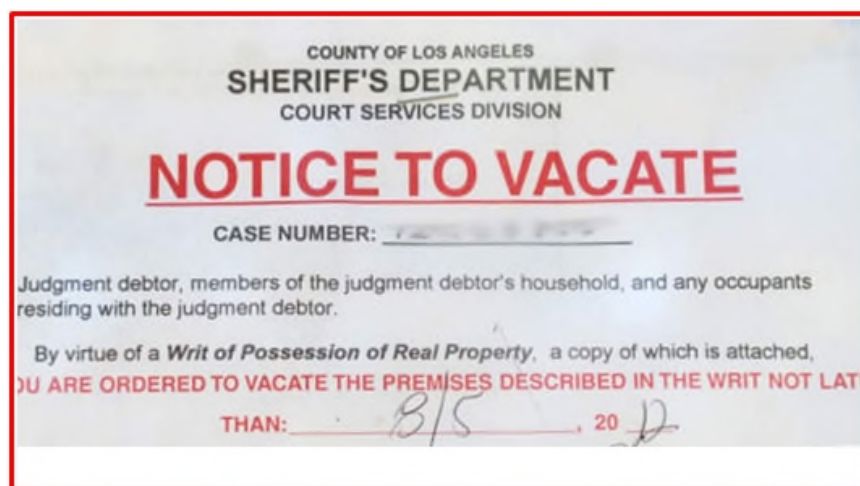 COUNTY OF LOS ANGELES
SHERIFF'S DEPARTMENT
COURT SERVICES DIVISION
NOTICE TO VACATE
CASE NUMBER:
Judgment debtor, members of the judgment debtor's household, and any occupants
residing with the judgment debtor.
By virtue of a Writ of Possession of Real Property, a copy of which is attached,
OU ARE ORDERED TO VACATE THE PREMISES DESCRIBED IN THE WRIT NOT LAT
THAN: 8/5, 20 12